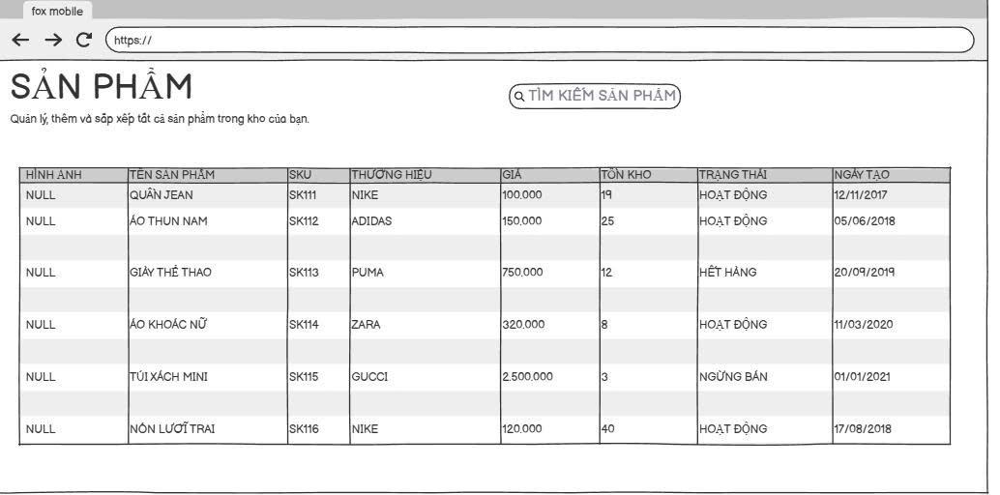 fox mobile
https://
SẢN PHẨM
TÌM KIẾM SẢN PHẨM
Quản lý, thêm và sắp xếp tất cả sản phẩm trong kho của bạn.
HÌNH ẢNH TÊN SẢN PHẨM SKU THƯƠNG HIỆU GIÁ TỒN KHO TRẠNG THÁI NGÀY TẠO
NULL QUẦN JEAN SK111 NIKE 100.000 19 HOẠT ĐỘNG 12/11/2017
NULL ÁO THUN NAM SK112 ADIDAS 150.000 25 HOẠT ĐỘNG 05/06/2018
NULL GIÀY THỂ THAO SK113 PUMA 750.000 12 HẾT HÀNG 20/09/2019
NULL ÁO KHOÁC NỮ SK114 ZARA 320.000 8 HOẠT ĐỘNG 11/03/2020
NULL TÚI XÁCH MINI SK115 GUCCI 2.500.000 3 NGỪNG BÁN 01/01/2021
NULL NÓN LƯỠI TRAI SK116 NIKE 120.000 40 HOẠT ĐỘNG 17/08/2018